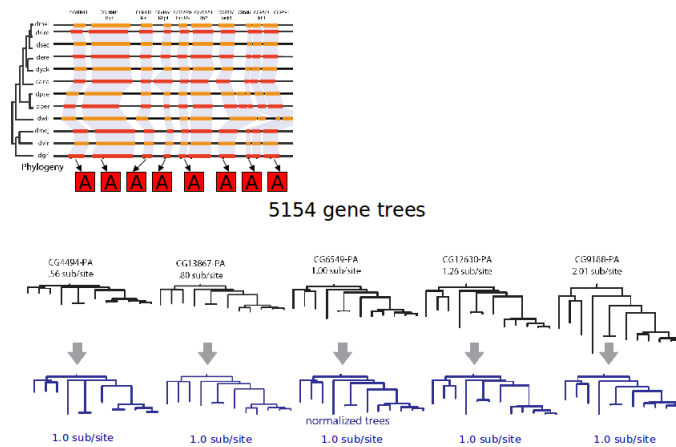 dmel
dsim
dsec
dere
dyak
dana
dpse
dper
dwil
dmoj
dvir
dgri
Phylogeny
A A A A A A A A
5154 gene trees
CG4494-PA CG13867-PA CG6549-PA CG12630-PA CG9188-PA
.56 sub/site .80 sub/site 1.00 sub/site 1.26 sub/site 2.01 sub/site
normalized trees
1.0 sub/site 1.0 sub/site 1.0 sub/site 1.0 sub/site 1.0 sub/site